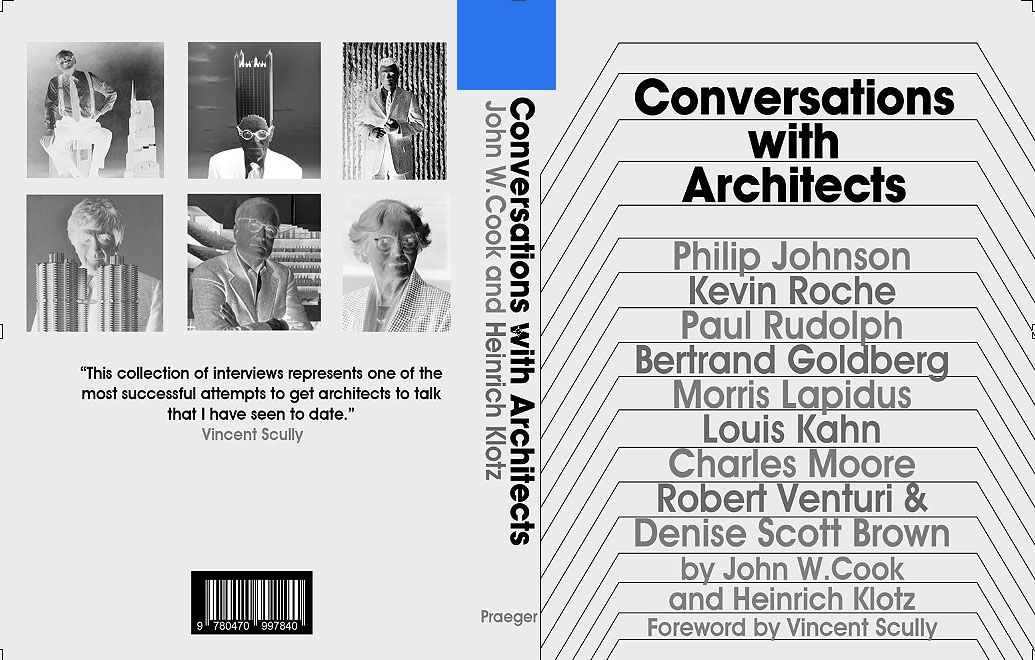 “This collection of interviews represents one of the
most successful attempts to get architects to talk
that I have seen to date.”
Vincent Scully
9 780470 997840
Conversations with Architects
John W.Cook and Heinrich Klotz
Praeger
Conversations
with
Architects
Philip Johnson
Kevin Roche
Paul Rudolph
Bertrand Goldberg
Morris Lapidus
Louis Kahn
Charles Moore
Robert Venturi &
Denise Scott Brown
by John W.Cook
and Heinrich Klotz
Foreword by Vincent Scully